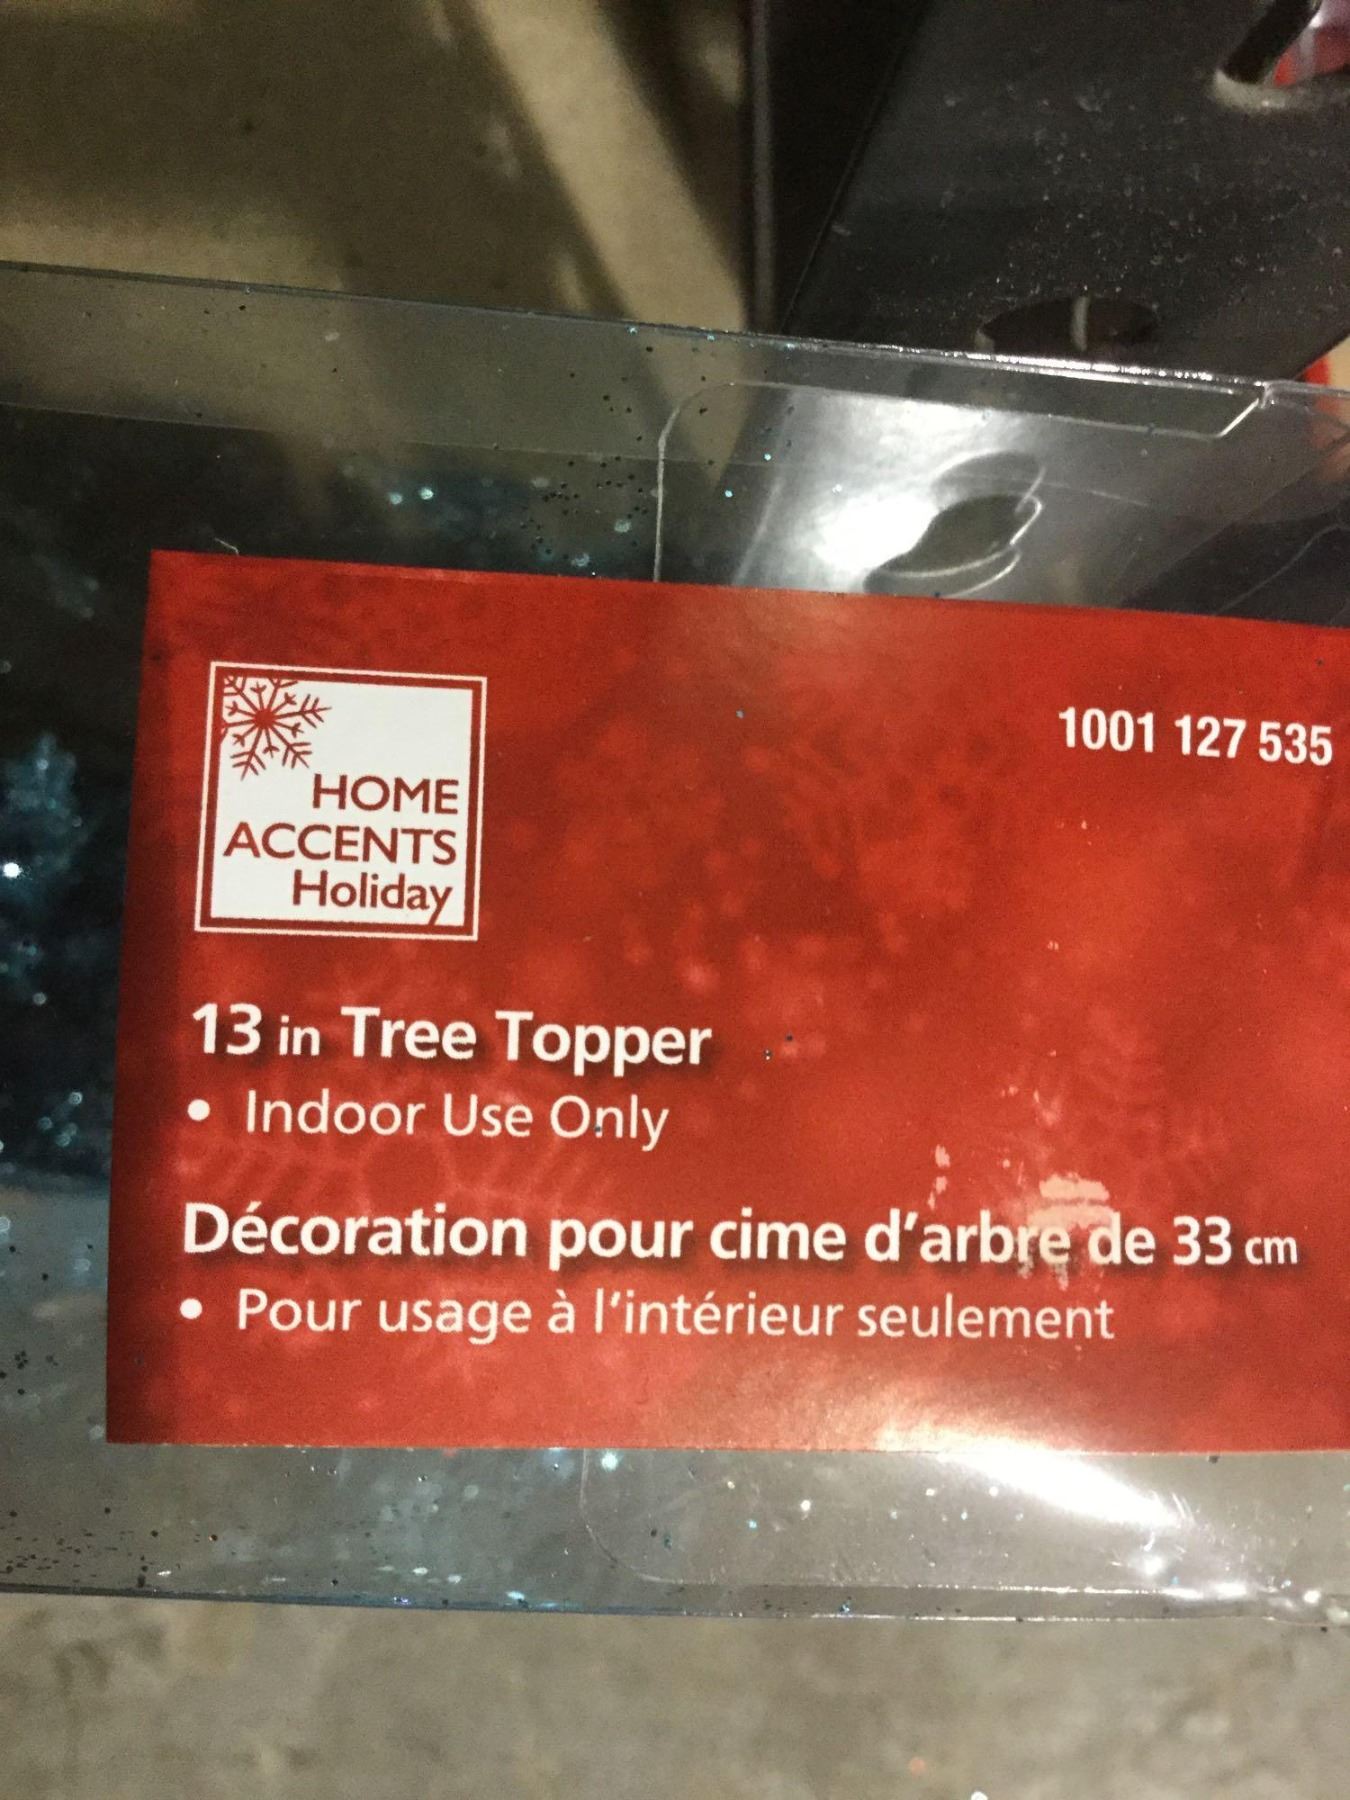 HOME
ACCENTS
Holiday
1001 127 535
13 in Tree Topper
• Indoor Use Only
Décoration pour cime d'arbre de 33 cm
• Pour usage à l'intérieur seulement